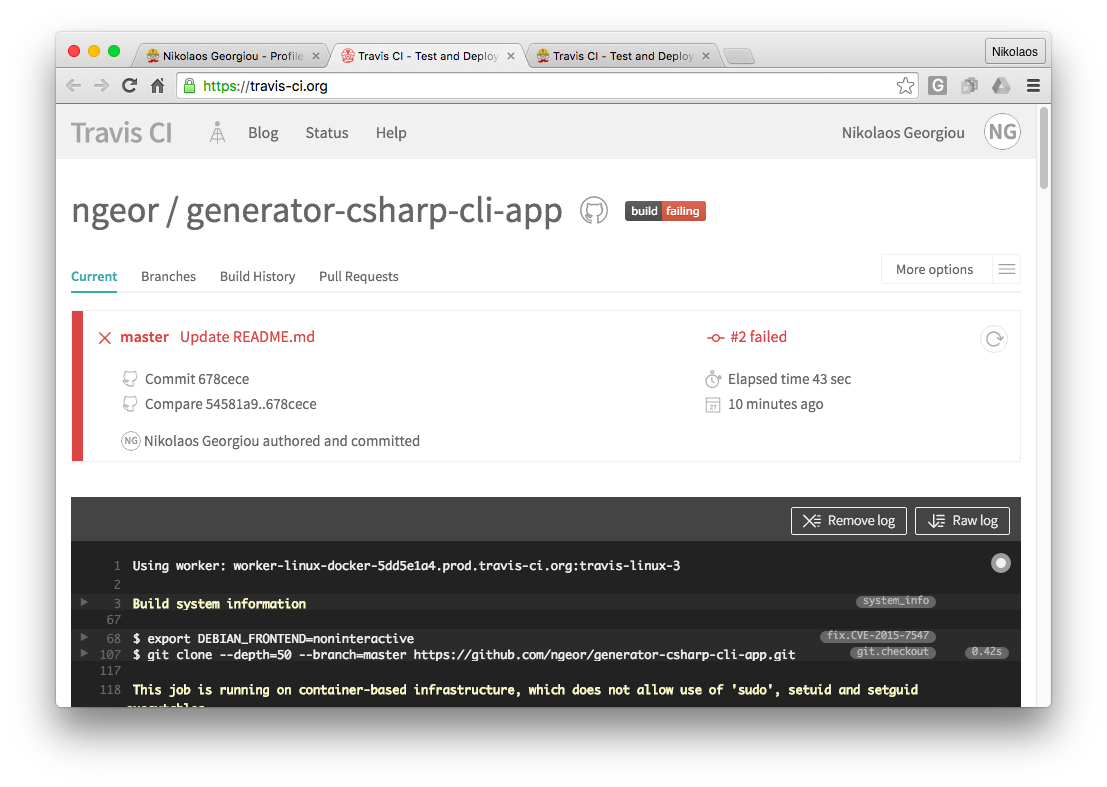 Nikolaos Georgiou - Profile
Travis CI - Test and Deploy
Travis CI - Test and Deploy
Nikolaos
https://travis-ci.org
G
Travis CI Blog Status Help Nikolaos Georgiou NG
ngeor / generator-csharp-cli-app build failing
Current Branches Build History Pull Requests More options
master Update README.md #2 failed
Commit 678cece Elapsed time 43 sec
Compare 54581a9..678cece 27 10 minutes ago
NG Nikolaos Georgiou authored and committed
Remove log Raw log
1 Using worker: worker-linux-docker-5dd5e1a4.prod.travis-ci.org:travis-linux-3
2
3 Build system information system_info
67
68 $ export DEBIAN_FRONTEND=noninteractive fix.CVE-2015-7547
107 $ git clone --depth=50 --branch=master https://github.com/ngeor/generator-csharp-cli-app.git git.checkout 0.42s
117
118 This job is running on container-based infrastructure, which does not allow use of 'sudo', setuid and setguid